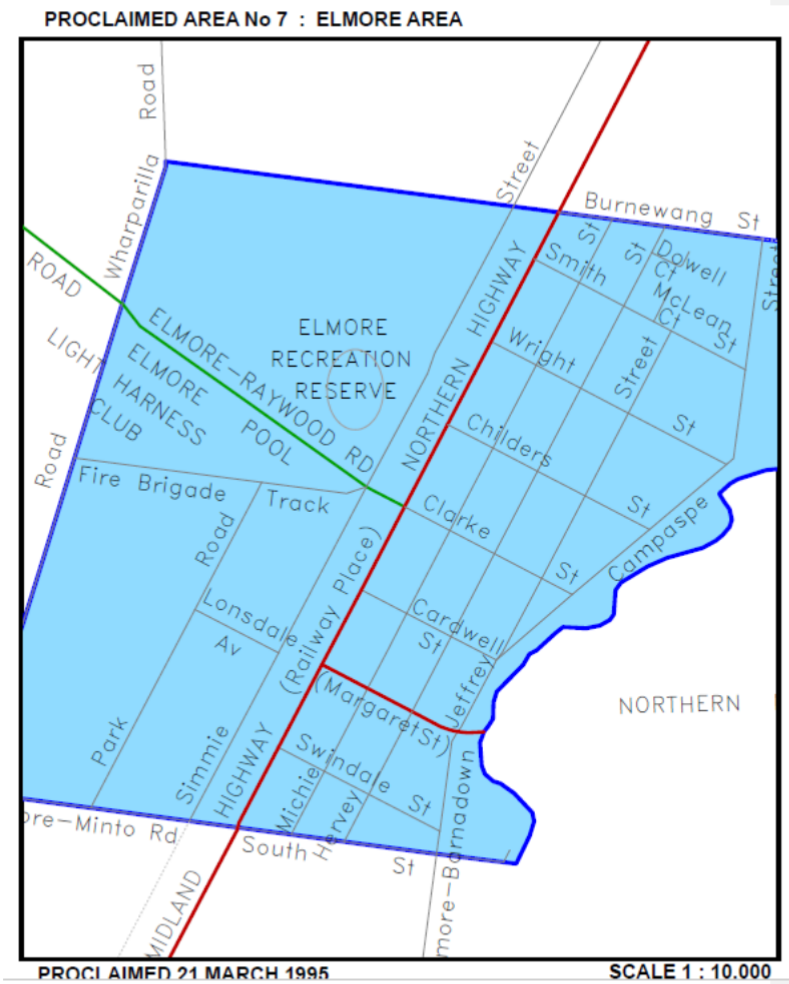 PROCLAIMED AREA No 7 : ELMORE AREA
Road
Wharparilla
Street
Burnewang St
ROAD
HIGHWAY
St
Smith
St
Dowell
Ct
McLean
Ct
St
Street
ELMORE-RAYWOOD RD
ELMORE
RECREATION
RESERVE
Wright
St
Street
LIGHT HARNESS
CLUB
ELMORE
POOL
NORTHERN
Childers
St
Road
Fire Brigade
Track
Clarke
St
Campaspe
Road
(Railway Place)
Lonsdale
Av
Cardwell
St
Jeffrey
(Margaret St)
NORTHERN
Park
Simmie
HIGHWAY
Swindale
St
Michie
Hervey
ore-Minto Rd
South
St
more-Barnadown
MIDLAND
PROCLAIMED 21 MARCH 1995
SCALE 1 : 10.000